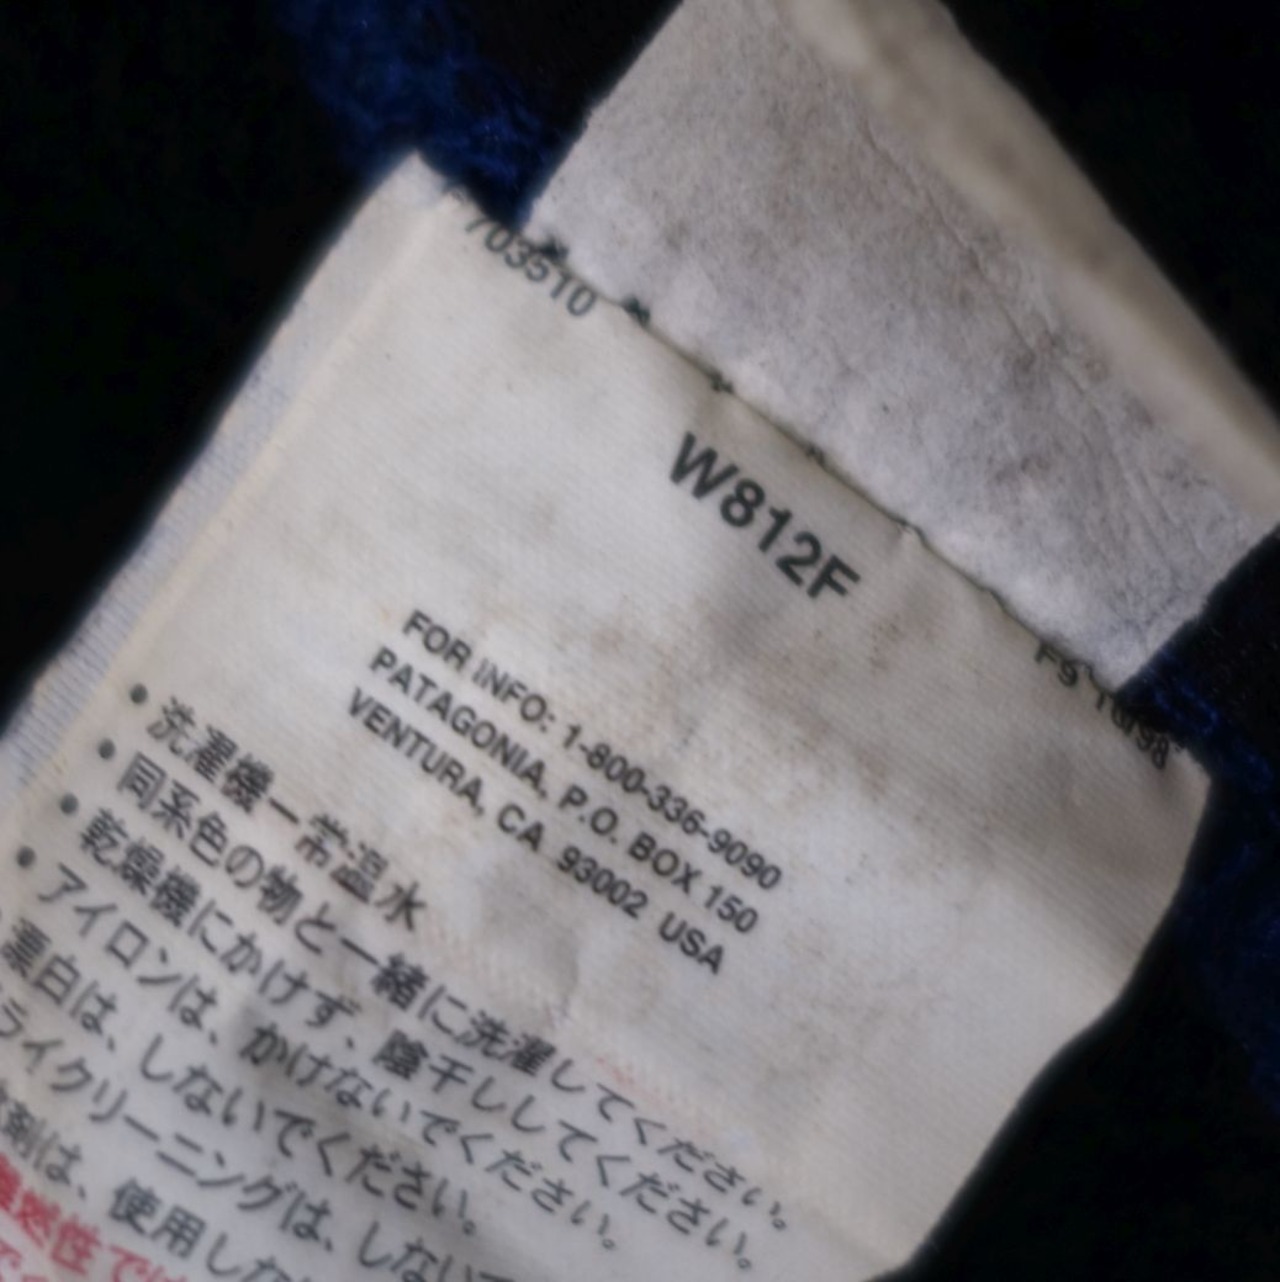 703510
W812F
FOR INFO: 1-800-336-9090
PATAGONIA, P.O. BOX 150
VENTURA, CA 93002 USA
• 洗濯機－常温水
• 同系色の物と一緒に洗濯してください。
• 乾燥機にかけず、陰干ししてください。
• アイロンは、かけないでください。
漂白は、しないでください。
ライクリーニングは、しないで
剤は、使用しな
燃性では